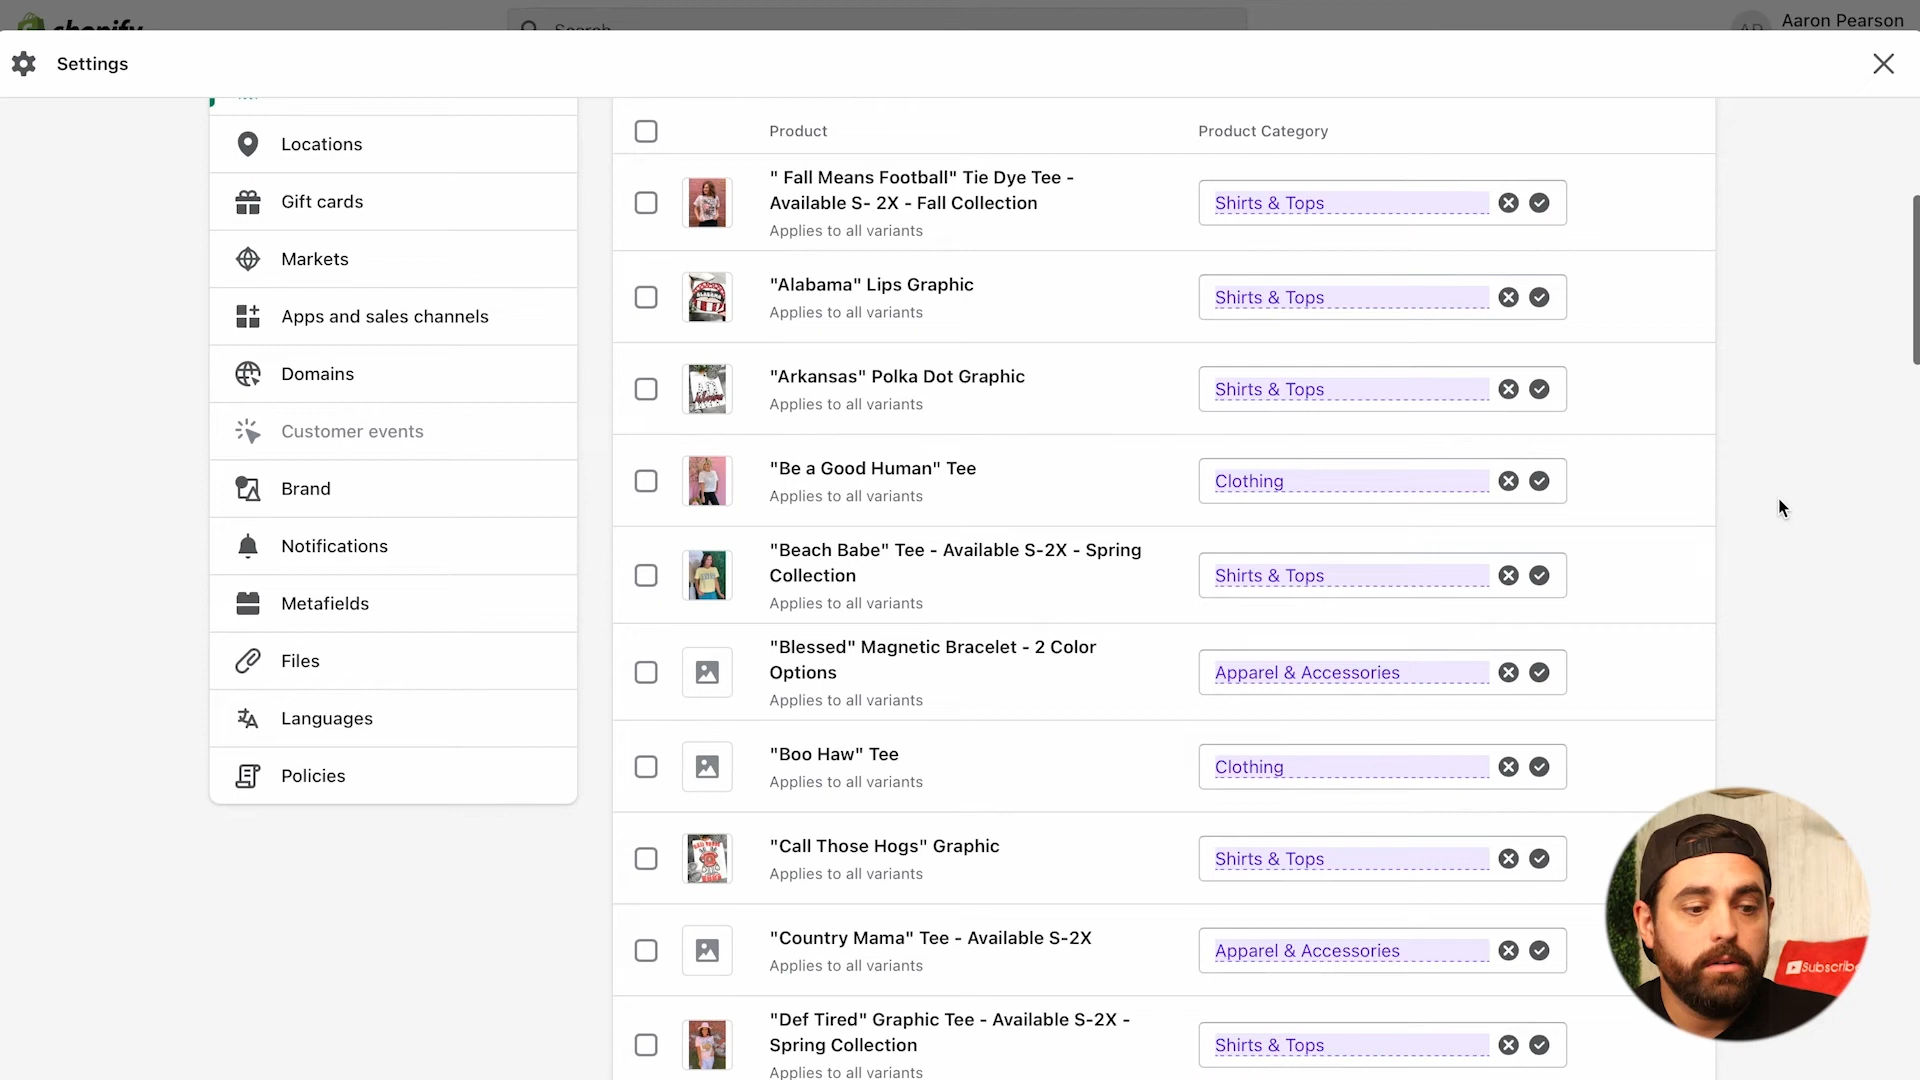 shopify
Search
AP
Aaron Pearson
Settings
Locations
Gift cards
Markets
Apps and sales channels
Domains
Customer events
Brand
Notifications
Metafields
Files
Languages
Policies
Product
Product Category
" Fall Means Football" Tie Dye Tee -
Available S- 2X - Fall Collection
Applies to all variants
Shirts & Tops
"Alabama" Lips Graphic
Applies to all variants
Shirts & Tops
"Arkansas" Polka Dot Graphic
Applies to all variants
Shirts & Tops
"Be a Good Human" Tee
Applies to all variants
Clothing
"Beach Babe" Tee - Available S-2X - Spring
Collection
Applies to all variants
Shirts & Tops
"Blessed" Magnetic Bracelet - 2 Color
Options
Applies to all variants
Apparel & Accessories
"Boo Haw" Tee
Applies to all variants
Clothing
"Call Those Hogs" Graphic
Applies to all variants
Shirts & Tops
"Country Mama" Tee - Available S-2X
Applies to all variants
Apparel & Accessories
"Def Tired" Graphic Tee - Available S-2X -
Spring Collection
Applies to all variants
Shirts & Tops
Subscribe